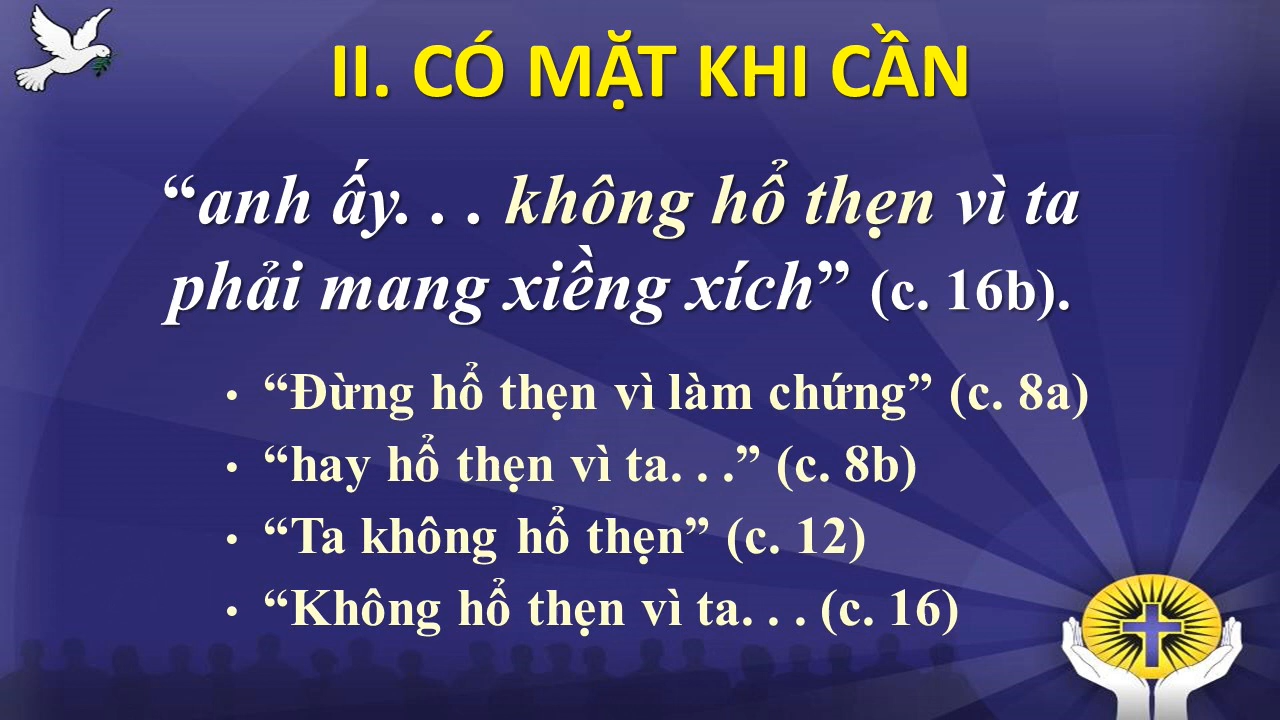 II. CÓ MẶT KHI CẦN
“anh ấy. . . không hổ thẹn vì ta
phải mang xiềng xích” (c. 16b).
• “Đừng hổ thẹn vì làm chứng” (c. 8a)
• “hay hổ thẹn vì ta. . .” (c. 8b)
• “Ta không hổ thẹn” (c. 12)
• “Không hổ thẹn vì ta. . . (c. 16)